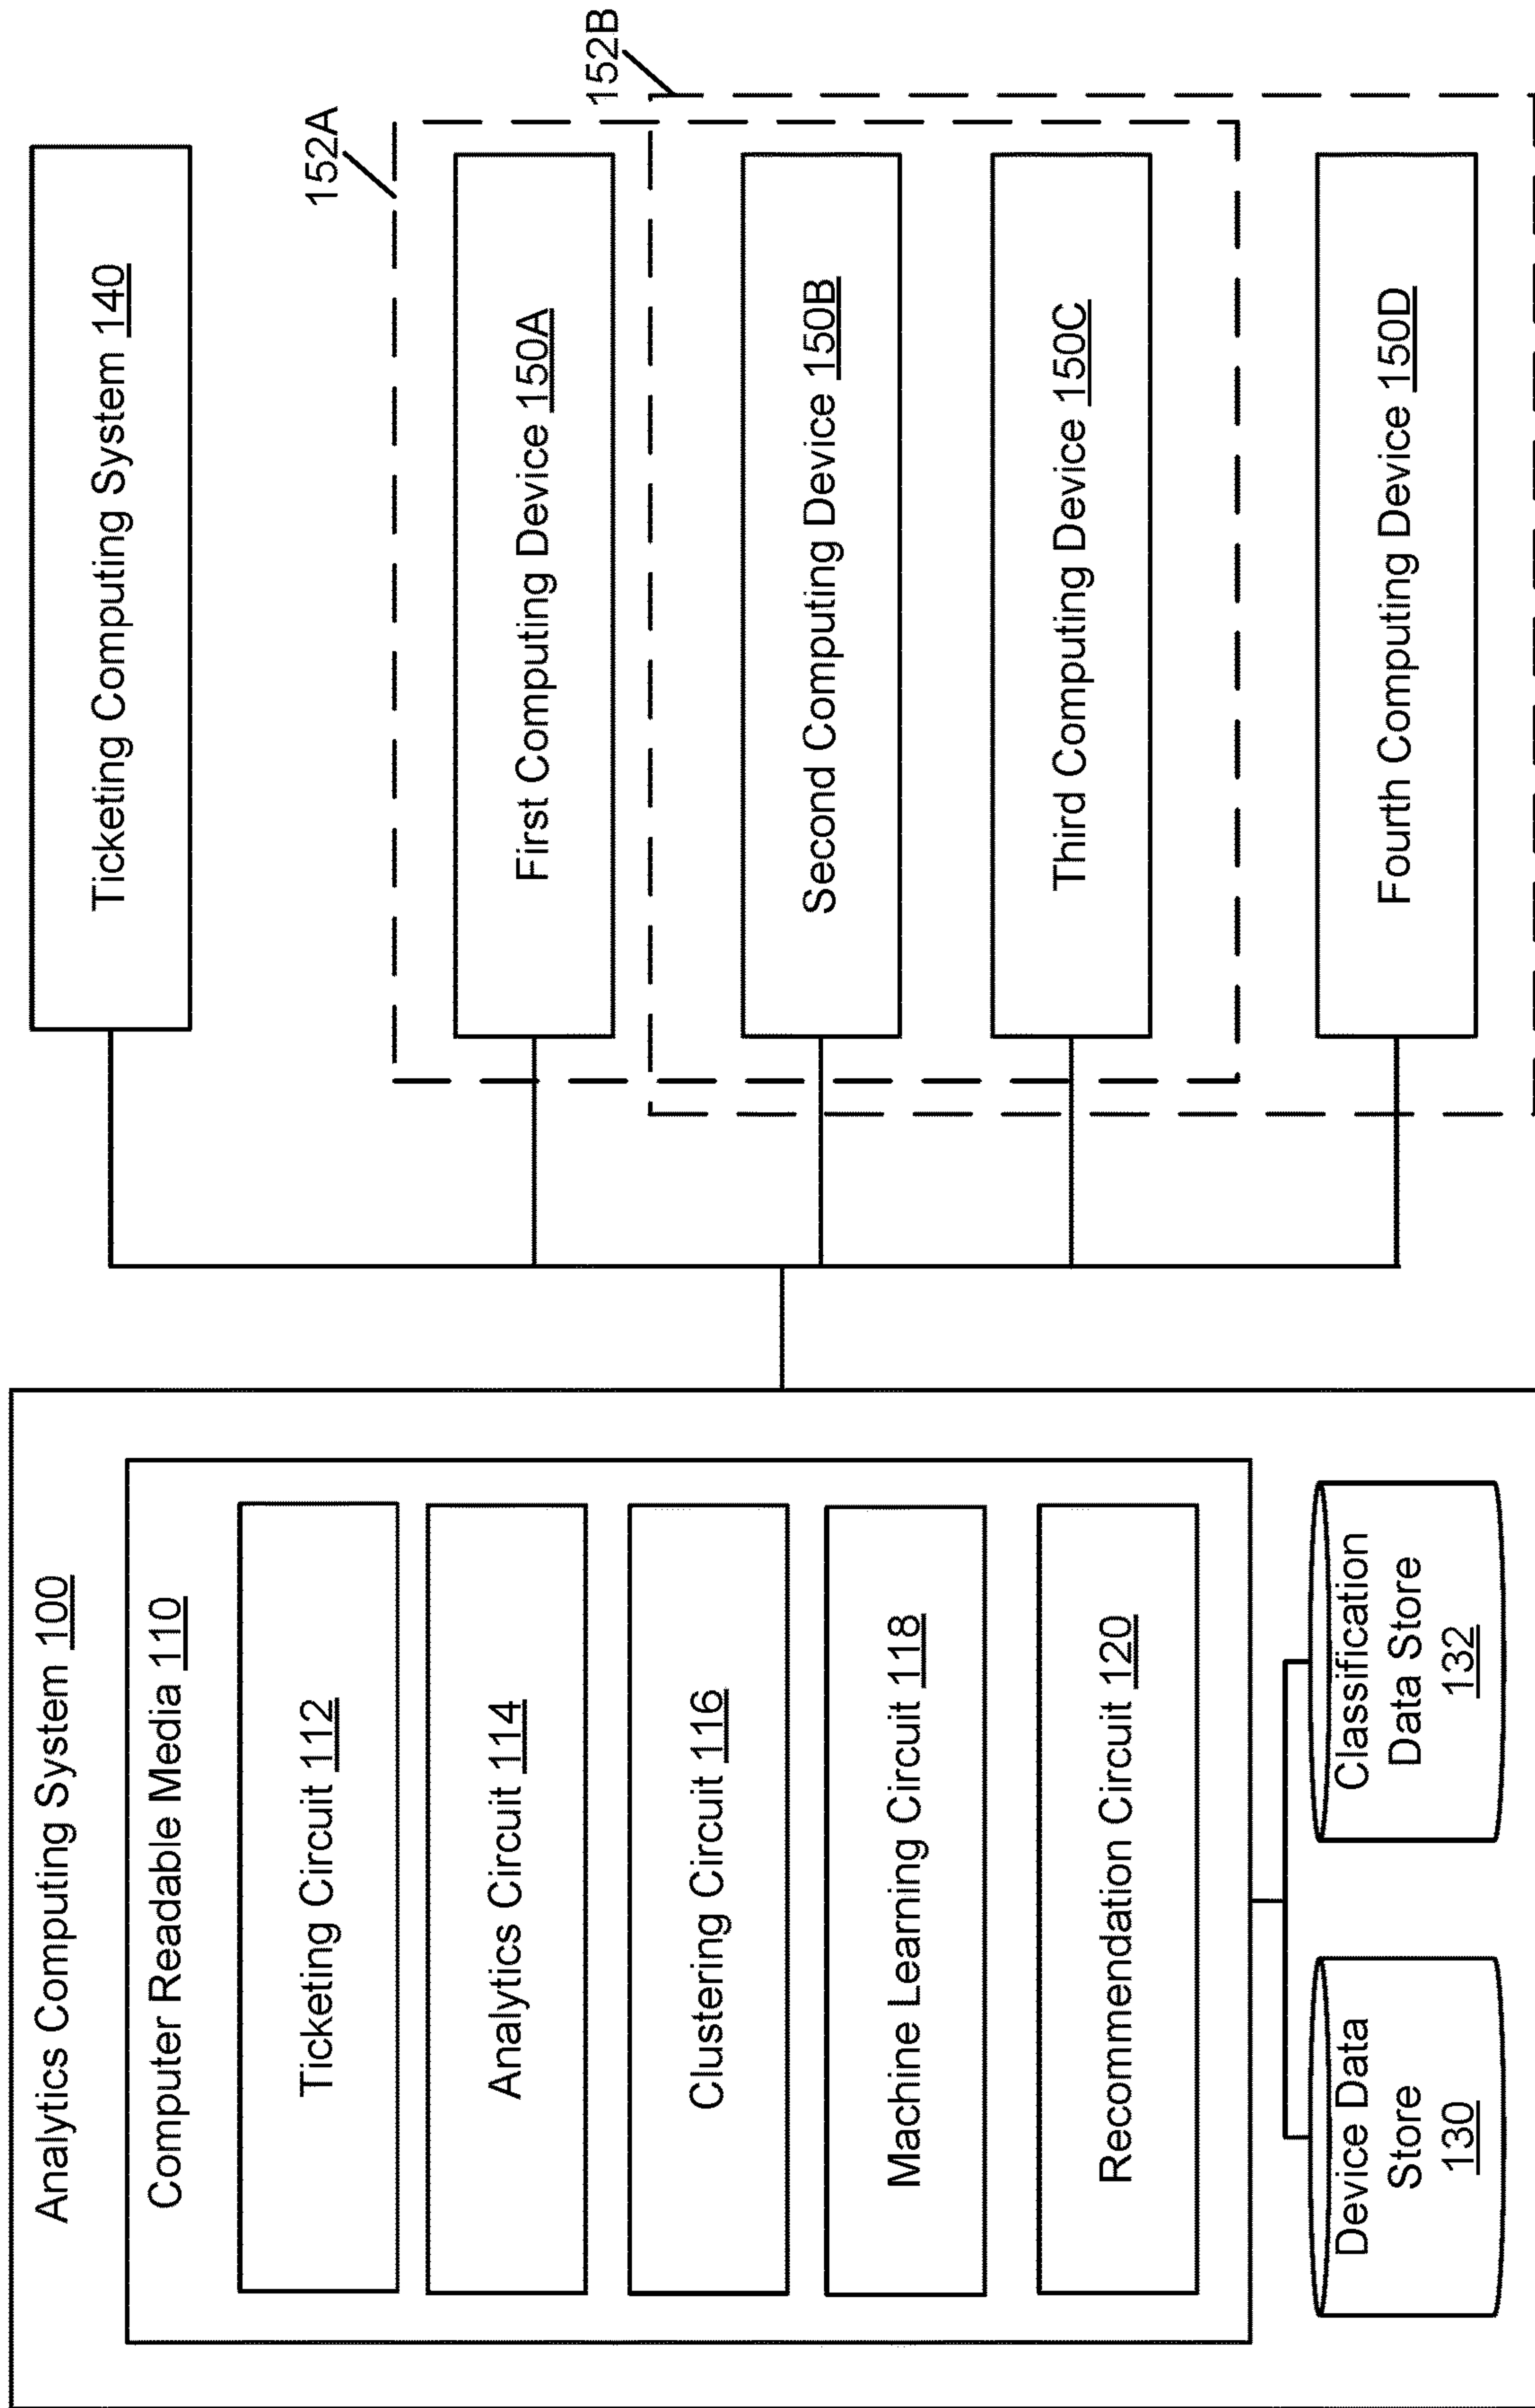 Analytics Computing System 100
Computer Readable Media 110
Ticketing Circuit 112
Analytics Circuit 114
Clustering Circuit 116
Machine Learning Circuit 118
Recommendation Circuit 120
Device Data
Store
130
Classification
Data Store
132
Ticketing Computing System 140
152A
First Computing Device 150A
152B
Second Computing Device 150B
Third Computing Device 150C
Fourth Computing Device 150D